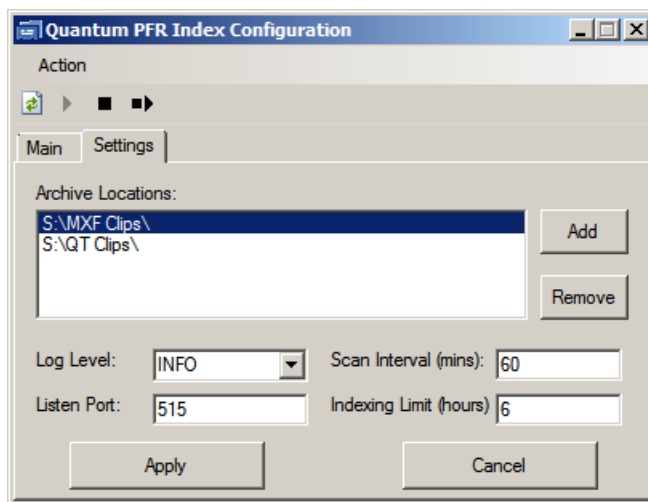 Quantum PFR Index Configuration
Action
Main Settings
Archive Locations:
S:\MXF Clips\
S:\QT Clips\
Add
Remove
Log Level: INFO Scan Interval (mins): 60
Listen Port: 515 Indexing Limit (hours) 6
Apply Cancel